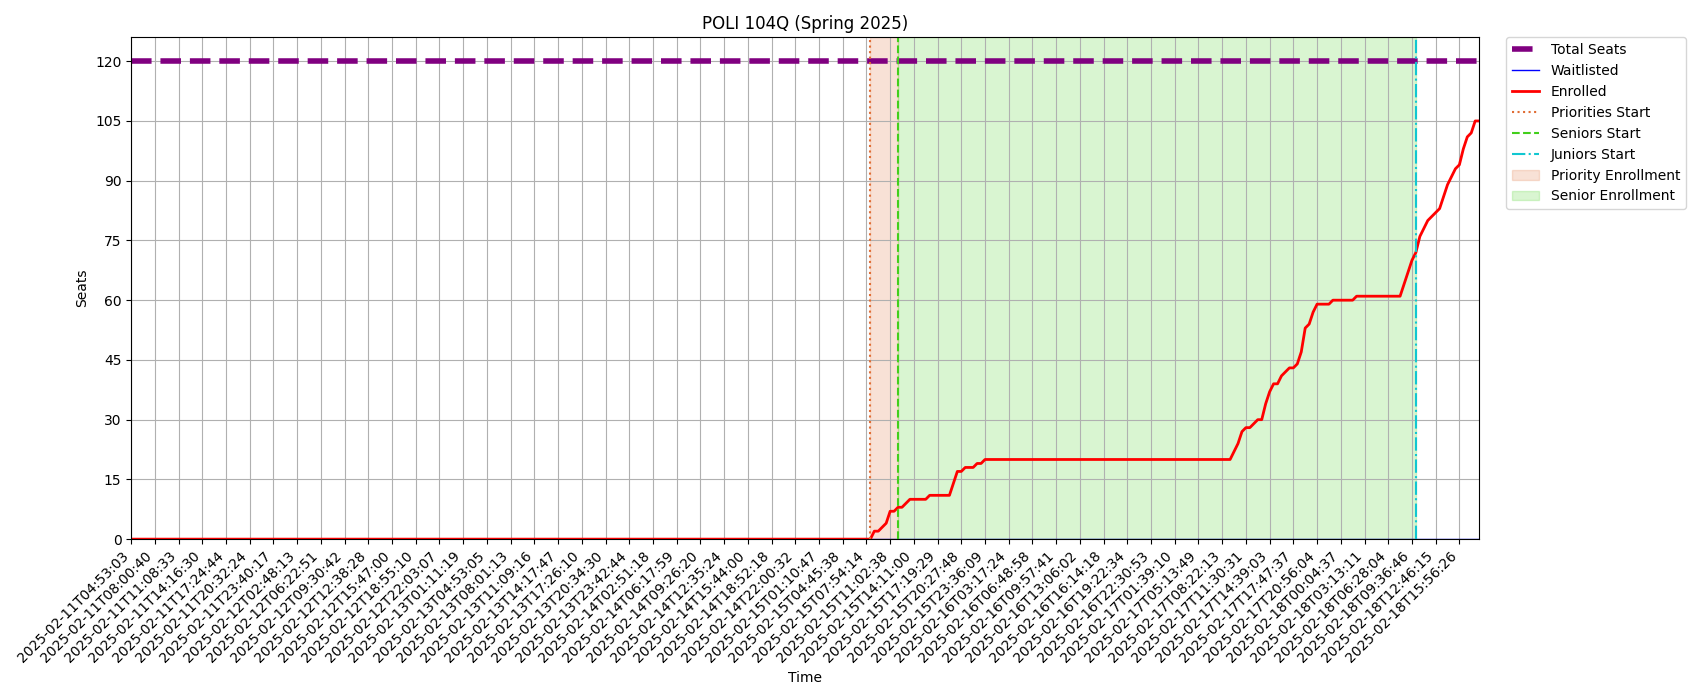 POLI 104Q (Spring 2025)
Total Seats
Waitlisted
Enrolled
Priorities Start
Seniors Start
Juniors Start
Priority Enrollment
Senior Enrollment
Seats
120
105
90
75
60
45
30
15
0
2025-02-11T04:53:03
2025-02-11T08:00:40
2025-02-11T11:08:33
2025-02-11T14:16:30
2025-02-11T17:24:44
2025-02-11T20:32:24
2025-02-11T23:40:17
2025-02-12T02:48:13
2025-02-12T06:22:51
2025-02-12T09:30:42
2025-02-12T12:38:28
2025-02-12T15:47:00
2025-02-12T18:55:10
2025-02-12T22:03:07
2025-02-13T01:11:19
2025-02-13T04:53:05
2025-02-13T08:01:13
2025-02-13T11:09:16
2025-02-13T14:17:47
2025-02-13T17:26:10
2025-02-13T20:34:30
2025-02-13T23:42:44
2025-02-14T02:51:18
2025-02-14T06:17:59
2025-02-14T09:26:20
2025-02-14T12:35:24
2025-02-14T15:44:00
2025-02-14T18:52:18
2025-02-14T22:00:32
2025-02-15T01:10:47
2025-02-15T04:45:38
2025-02-15T07:54:14
2025-02-15T11:02:38
2025-02-15T14:11:00
2025-02-15T17:19:29
2025-02-15T20:27:48
2025-02-15T23:36:09
2025-02-16T03:17:24
2025-02-16T06:48:58
2025-02-16T09:57:41
2025-02-16T13:06:02
2025-02-16T16:14:18
2025-02-16T19:22:34
2025-02-16T22:30:53
2025-02-17T01:39:10
2025-02-17T05:13:49
2025-02-17T08:22:13
2025-02-17T11:30:31
2025-02-17T14:39:03
2025-02-17T17:47:37
2025-02-17T20:56:04
2025-02-18T00:04:37
2025-02-18T03:13:11
2025-02-18T06:28:04
2025-02-18T09:36:46
2025-02-18T12:46:15
2025-02-18T15:56:26
Time